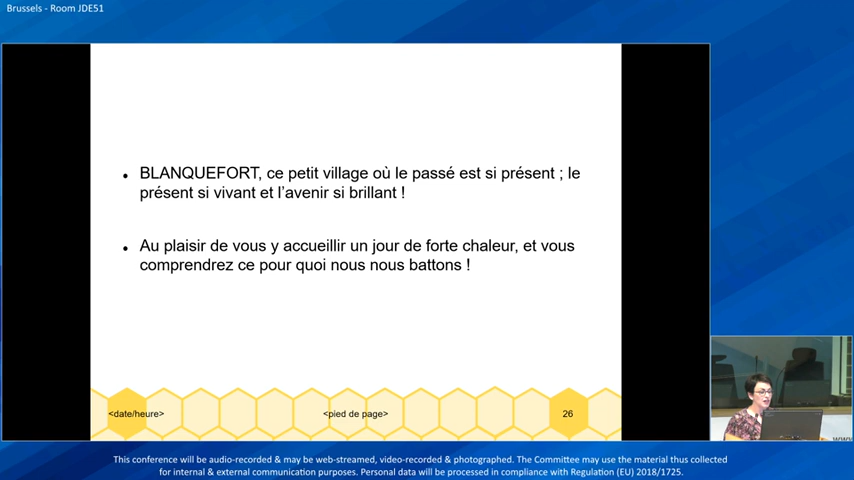 Brussels - Room JDE51
• BLANQUEFORT, ce petit village où le passé est si présent ; le
présent si vivant et l'avenir si brillant !
• Au plaisir de vous y accueillir un jour de forte chaleur, et vous
comprendrez ce pour quoi nous nous battons !
<date/heure>
<pied de page>
26
www
This conference will be audio-recorded & may be web-streamed, video-recorded & photographed. The Committee may use the material thus collected
for internal & external communication purposes. Personal data will be processed in compliance with Regulation (EU) 2018/1725.